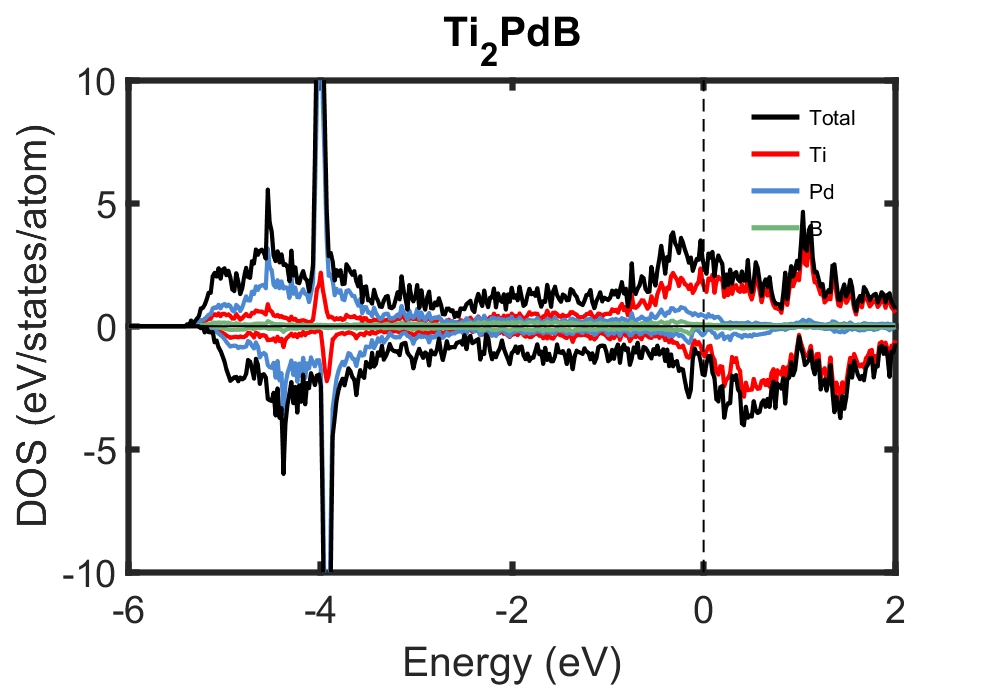 Ti2PdB
10
5
0
-5
-10
DOS (eV/states/atom)
Total
Ti
Pd
B
-6
-4
-2
0
2
Energy (eV)